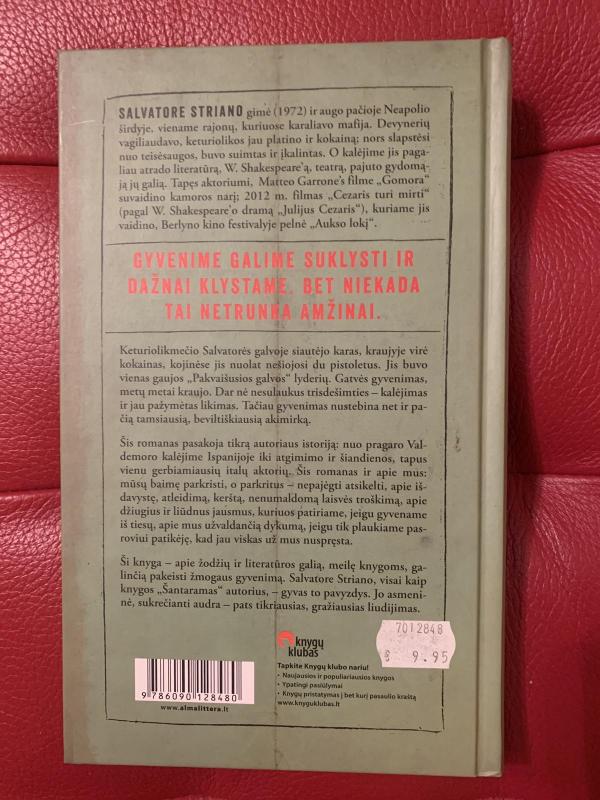 SALVATORE STRIANO gimė (1972) ir augo pačioje Neapolio
širdyje, viename rajonų, kuriuose karaliavo mafija. Devynerių
vagiliaudavo, keturiolikos jau platino ir kokainą; nors slapstėsi
nuo teisėsaugos, buvo suimtas ir įkalintas. O kalėjime jis paga-
liau atrado literatūrą, W. Shakespeare'ą, teatrą, pajuto gydomą-
ją jų galią. Tapęs aktoriumi, Matteo Garrone's filme „Gomora“
suvaidino kamoros narį; 2012 m. filmas „Cezaris turi mirti“
(pagal W. Shakespeare'o dramą „Julijus Cezaris“), kuriame jis
vaidino, Berlyno kino festivalyje pelnė „Aukso lokį“.
GYVENIME GALIME SUKLYSTI IR
DAŽNAI KLYSTAME. BET NIEKADA
TAI NETRUNKA AMŽINAI.
Keturiolikmečio Salvatorės galvoje siautėjo karas, kraujyje virė
kokainas, kojinėse jis nuolat nešiojosi du pistoletus. Jis buvo
vienas gaujos „Pakvaišusios galvos“ lyderių. Gatvės gyvenimas,
metų metai kraujo. Dar nė nesulaukus trisdešimties – kalėjimas
ir jau pažymėtas likimas. Tačiau gyvenimas nustebina net ir pa-
čią tamsiausią, beviltiškiausią akimirką.
Šis romanas pasakoja tikrą autoriaus istoriją: nuo pragaro Val-
demoro kalėjime Ispanijoje iki atgimimo ir šiandienos, tapus
vienu gerbiamiausių italų aktorių. Šis romanas ir apie mus:
mūsų baimę parkristi, o parkritus – nepajėgti atsikelti, apie iš-
davystę, atleidimą, kerštą, nenumaldomą laisvės troškimą, apie
džiugius ir liūdnus jausmus, kuriuos patiriame, jeigu gyvename
iš tiesų, apie mus užvaldančią dykumą, jeigu tik plaukiame pas-
roviui patikėję, kad jau viskas už mus nuspręsta.
Ši knyga – apie žodžių ir literatūros galią, meilę knygoms, ga-
linčią pakeisti žmogaus gyvenimą. Salvatore Striano, visai kaip
knygos „Šantaramas“ autorius, – gyvas to pavyzdys. Jo asmeni-
nė, sukrečianti audra – pats tikriausias, gražiausias liudijimas.
knygų
klubas
Tapkite Knygų klubo nariu!
• Naujausios ir populiariausios knygos
• Ypatingi pasiūlymai
• Knygų pristatymas į bet kurį pasaulio kraštą
www.knyguklubas.lt
7012848
9.95
9 786090 128480
www.almalittera.lt